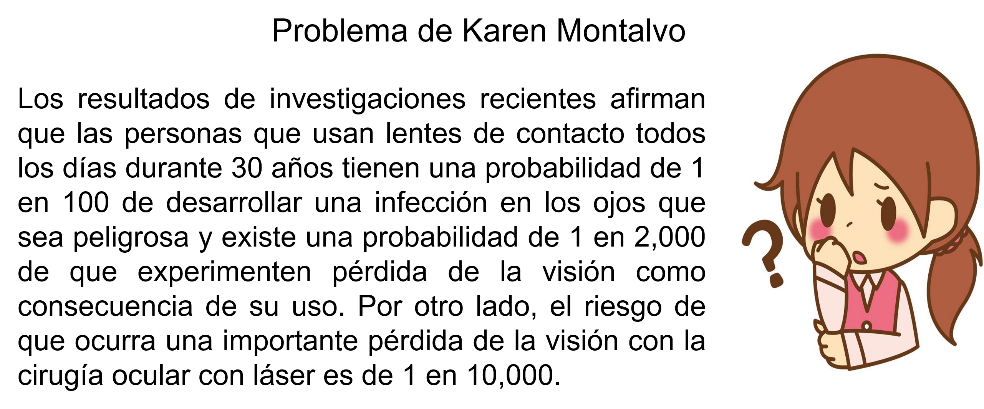 Problema de Karen Montalvo
Los resultados de investigaciones recientes afirman
que las personas que usan lentes de contacto todos
los días durante 30 años tienen una probabilidad de 1
en 100 de desarrollar una infección en los ojos que
sea peligrosa y existe una probabilidad de 1 en 2,000
de que experimenten pérdida de la visión como
consecuencia de su uso. Por otro lado, el riesgo de
que ocurra una importante pérdida de la visión con la
cirugía ocular con láser es de 1 en 10,000.
?